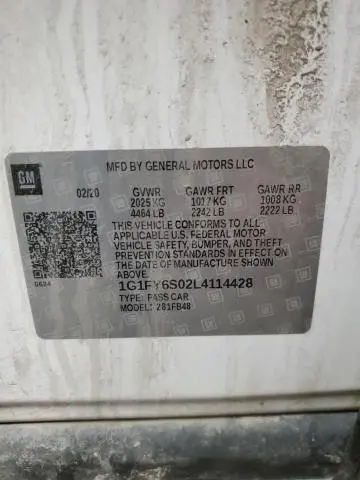 GM
MFD BY GENERAL MOTORS LLC
02/20 GVWR GAWR FRT GAWR RR
2025 KG 1017 KG 1008 KG
4464 LB 2242 LB 2222 LB
THIS VEHICLE CONFORMS TO ALL
APPLICABLE U.S. FEDERAL MOTOR
VEHICLE SAFETY, BUMPER, AND THEFT
PREVENTION STANDARDS IN EFFECT ON
THE DATE OF MANUFACTURE SHOWN
ABOVE.
0624
1G1FY6S02L4114428
TYPE: PASS CAR
MODEL: 281FB48